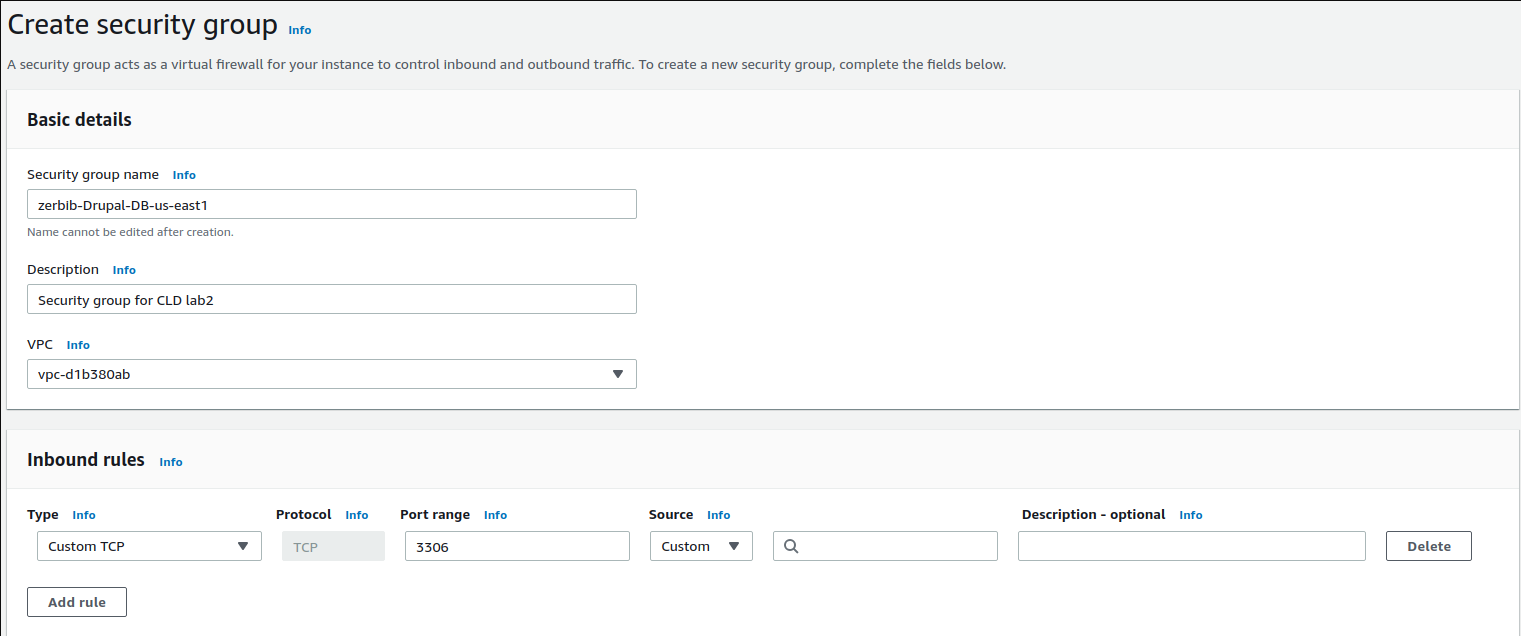 Create security group Info
A security group acts as a virtual firewall for your instance to control inbound and outbound traffic. To create a new security group, complete the fields below.
Basic details
Security group name Info
zerbib-Drupal-DB-us-east1
Name cannot be edited after creation.
Description Info
Security group for CLD lab2
VPC Info
vpc-d1b380ab
Inbound rules Info
Type Info Protocol Info Port range Info Source Info Description - optional Info
Custom TCP TCP 3306 Custom Delete
Add rule